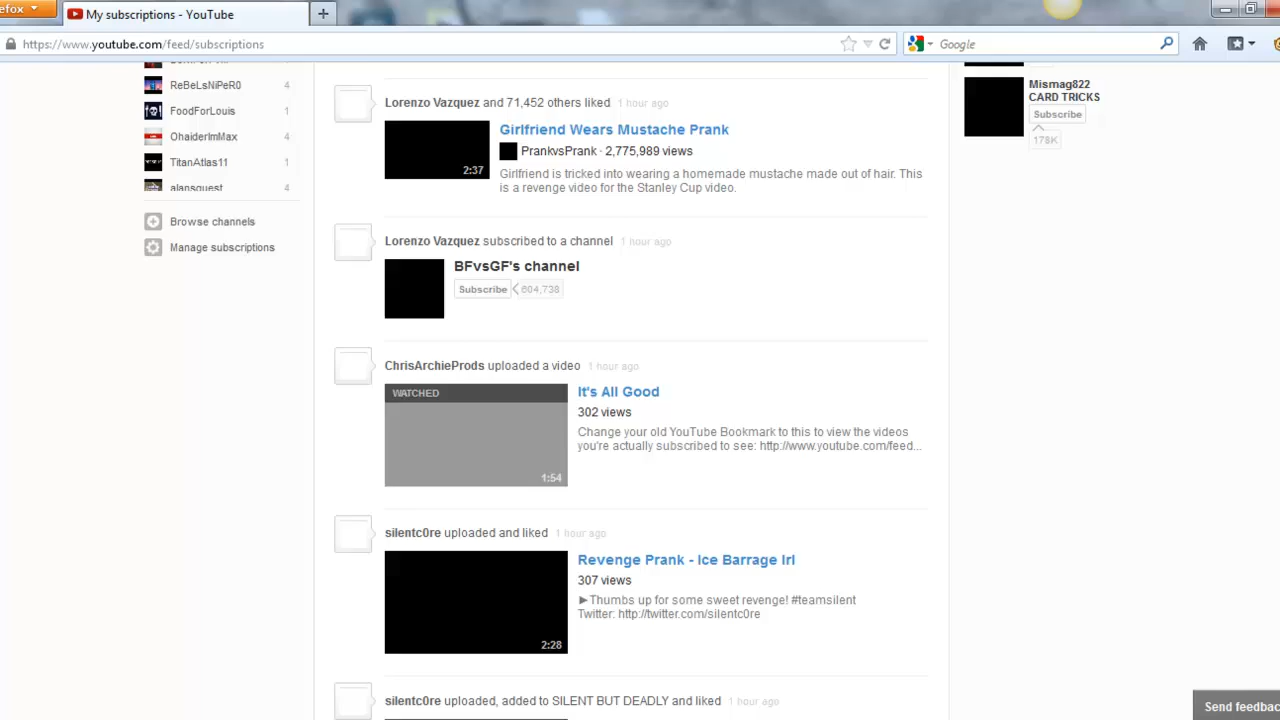 efox
My subscriptions - YouTube
https://www.youtube.com/feed/subscriptions
Google
ReBeLsNiPeR0 4
FoodForLouis 1
OhaiderImMax 4
TitanAtlas11 1
alansquest 4
Browse channels
Manage subscriptions
Lorenzo Vazquez and 71,452 others liked 1 hour ago
Girlfriend Wears Mustache Prank
PrankvsPrank · 2,775,989 views
2:37
Girlfriend is tricked into wearing a homemade mustache made out of hair. This
is a revenge video for the Stanley Cup video.
Lorenzo Vazquez subscribed to a channel 1 hour ago
BFvsGF's channel
Subscribe 604,738
ChrisArchieProds uploaded a video 1 hour ago
WATCHED
1:54
It's All Good
302 views
Change your old YouTube Bookmark to this to view the videos
you're actually subscribed to see: http://www.youtube.com/feed...
silentc0re uploaded and liked 1 hour ago
2:28
Revenge Prank - Ice Barrage Irl
307 views
►Thumbs up for some sweet revenge! #teamsilent
Twitter: http://twitter.com/silentc0re
silentc0re uploaded, added to SILENT BUT DEADLY and liked 1 hour ago
Mismag822
CARD TRICKS
Subscribe
178K
Send feedbac